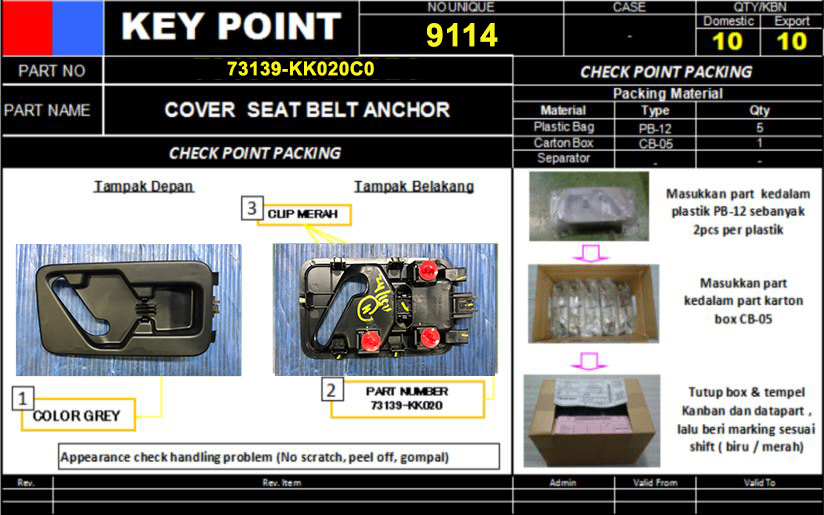 KEY POINT
NO UNIQUE
9114
CASE
-
QTY/KBN
Domestic
Export
10
10
PART NO
73139-KK020C0
PART NAME
COVER SEAT BELT ANCHOR
CHECK POINT PACKING
Packing Material
Material Type Qty
Plastic Bag PB-12 5
Carton Box CB-05 1
Separator - -
CHECK POINT PACKING
Tampak Depan
Tampak Belakang
3
CLIP MERAH
1
COLOR GREY
2
PART NUMBER
73139-KK020
Appearance check handling problem (No scratch, peel off, gompal)
Masukkan part kedalam
plastik PB-12 sebanyak
2pcs per plastik
Masukkan part
kedalam part karton
box CB-05
Tutup box & tempel
Kanban dan datapart ,
lalu beri marking sesuai
shift ( biru / merah)
Rev. Rev. Item Admin Valid From Valid To